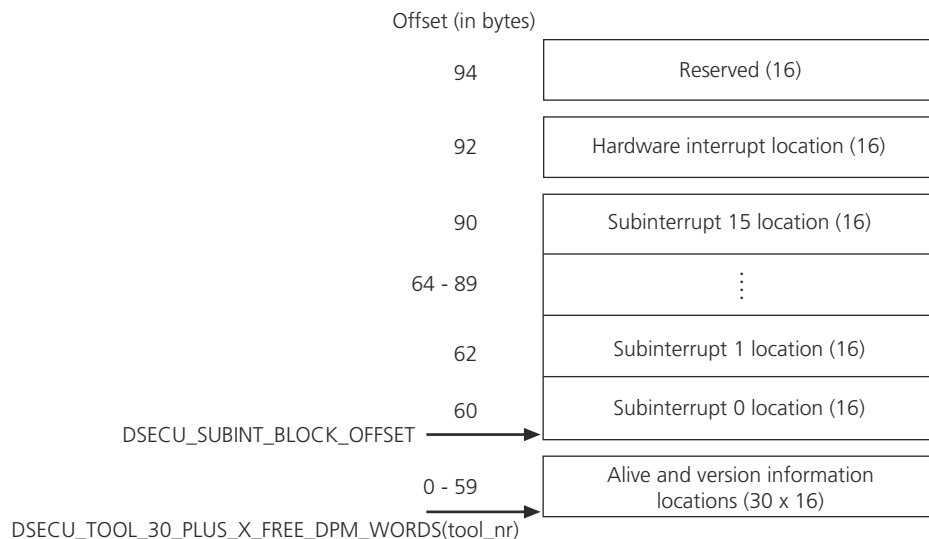 Offset (in bytes)
94 Reserved (16)
92 Hardware interrupt location (16)
90 Subinterrupt 15 location (16)
64 - 89 ⋮
62 Subinterrupt 1 location (16)
60 Subinterrupt 0 location (16)
DSECU_SUBINT_BLOCK_OFFSET
0 - 59 Alive and version information
locations (30 x 16)
DSECU_TOOL_30_PLUS_X_FREE_DPM_WORDS(tool_nr)